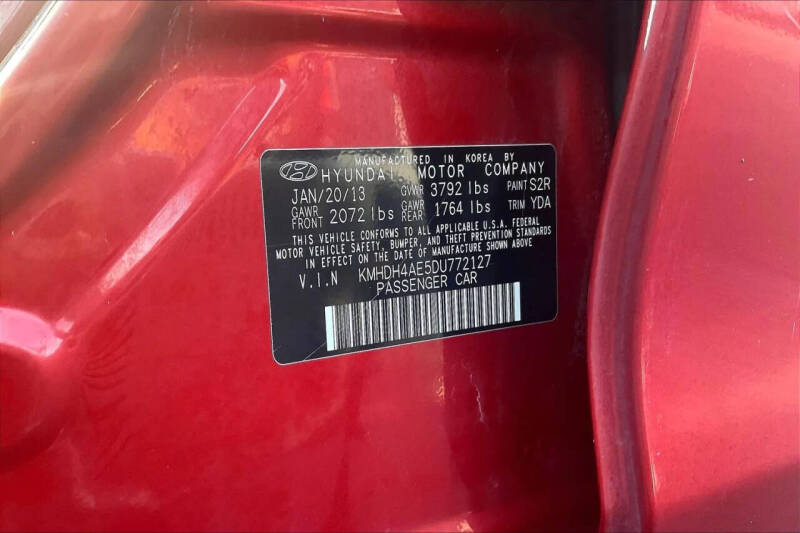 MANUFACTURED IN KOREA BY
HYUNDAI MOTOR COMPANY
JAN/20/13 GVWR 3792 lbs PAINT S2R
GAWR FRONT 2072 lbs GAWR REAR 1764 lbs TRIM YDA
THIS VEHICLE CONFORMS TO ALL APPLICABLE U.S.A. FEDERAL
MOTOR VEHICLE SAFETY, BUMPER, AND THEFT PREVENTION STANDARDS
IN EFFECT ON THE DATE OF MANUFACTURE SHOWN ABOVE.
V.I.N KMHDH4AE5DU772127
PASSENGER CAR